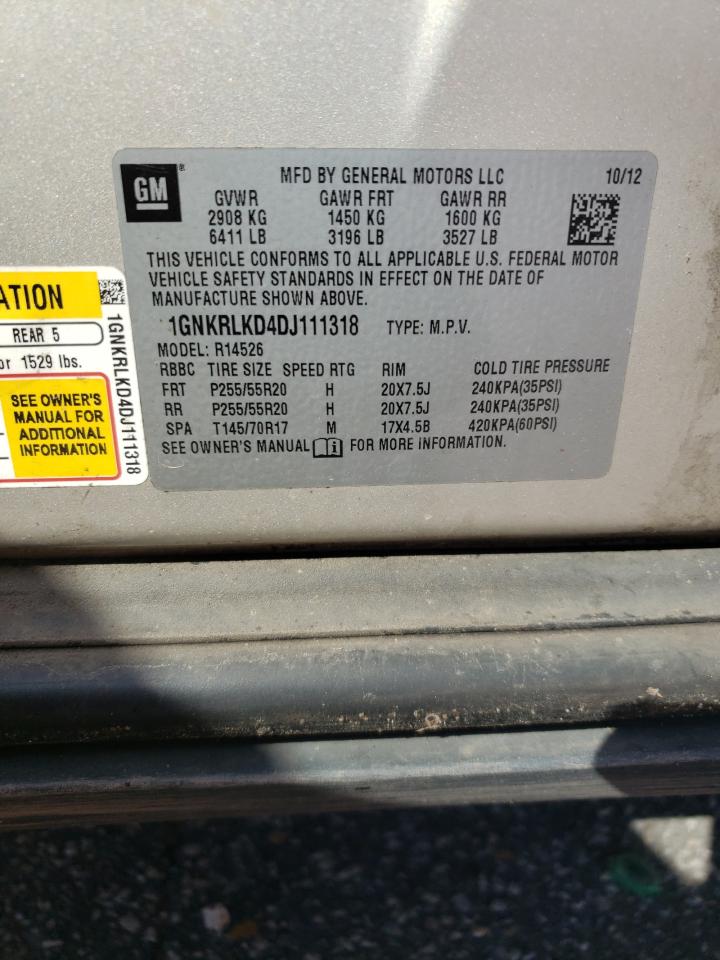 GM ®
MFD BY GENERAL MOTORS LLC 10/12
GVWR GAWR FRT GAWR RR
2908 KG 1450 KG 1600 KG
6411 LB 3196 LB 3527 LB
THIS VEHICLE CONFORMS TO ALL APPLICABLE U.S. FEDERAL MOTOR
VEHICLE SAFETY STANDARDS IN EFFECT ON THE DATE OF
MANUFACTURE SHOWN ABOVE.
1GNKRLKD4DJ111318 TYPE: M.P.V.
MODEL: R14526
RBBC TIRE SIZE SPEED RTG RIM COLD TIRE PRESSURE
FRT P255/55R20 H 20X7.5J 240KPA(35PSI)
RR P255/55R20 H 20X7.5J 240KPA(35PSI)
SPA T145/70R17 M 17X4.5B 420KPA(60PSI)
SEE OWNER'S MANUAL FOR MORE INFORMATION.
ATION
REAR 5
or 1529 lbs.
SEE OWNER'S
MANUAL FOR
ADDITIONAL
INFORMATION
1GNKRLKD4DJ111318